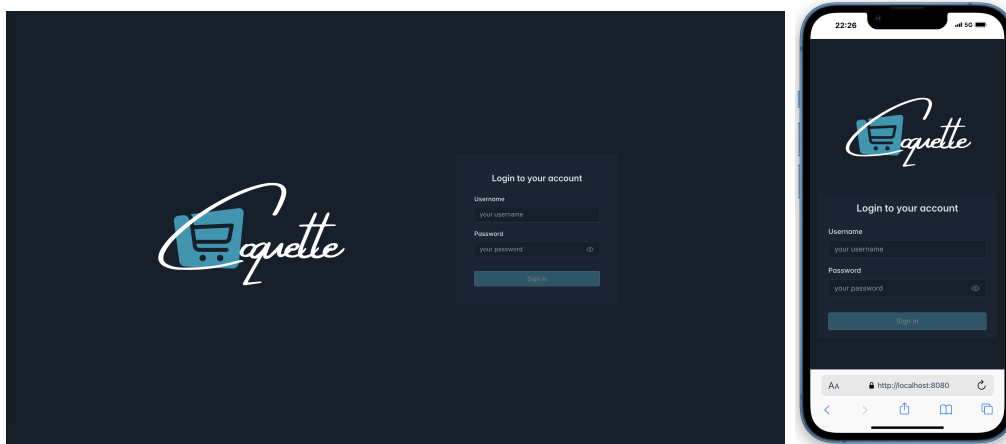 Coquette
Login to your account
Username
your username
Password
your password
Sign in
22:26
5G
Coquette
Login to your account
Username
your username
Password
your password
Sign in
AA
http://localhost:8080